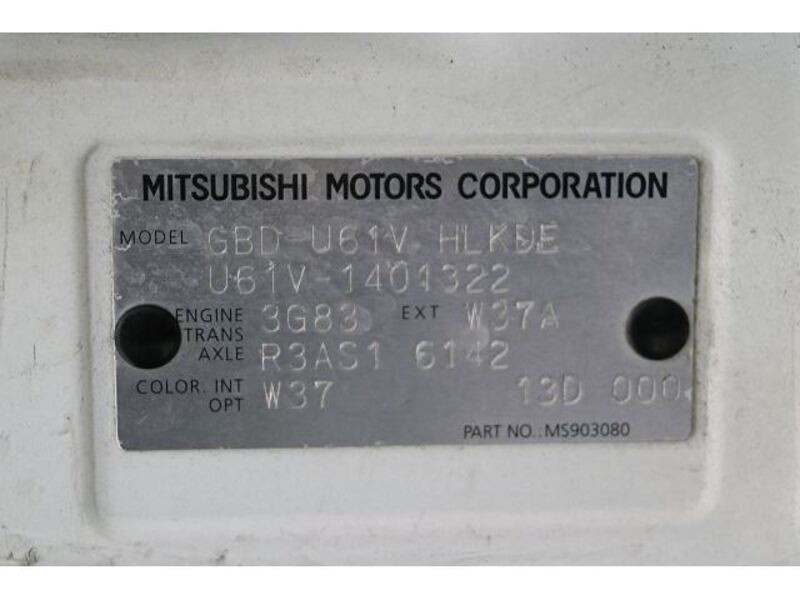 MITSUBISHI MOTORS CORPORATION
MODEL GBD-U61V HLKDE
U61V-1401322
ENGINE 3G83 EXT W37A
TRANS
AXLE R3AS1 6142
COLOR. INT W37 13D 000
OPT
PART NO.:MS903080